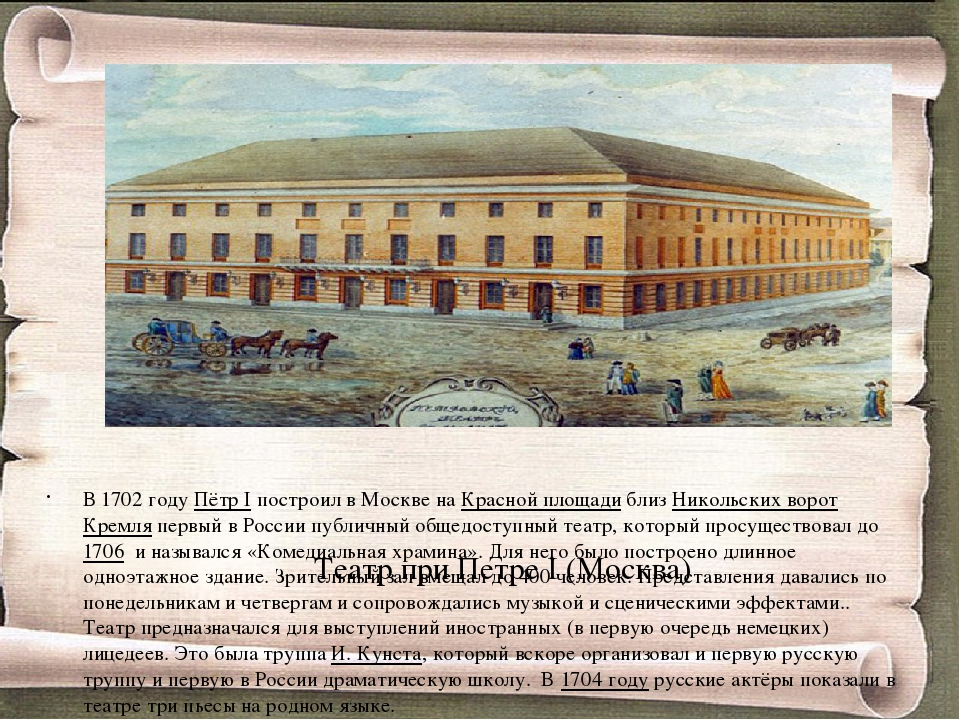 ПЕТРОВСКОЙ
ТЕАТРЪ
В 1702 году Пётр I построил в Москве на Красной площади близ Никольских ворот
Кремля первый в России публичный общедоступный театр, который просуществовал до
1706 и назывался «Комедиальная храмина». Для него было построено длинное
Театр при Петре I (Москва)
одноэтажное здание. Зрительный зал вмещал до 400 человек. Представления давались по
понедельникам и четвергам и сопровождались музыкой и сценическими эффектами..
Театр предназначался для выступлений иностранных (в первую очередь немецких)
лицедеев. Это была труппа И. Кунста, который вскоре организовал и первую русскую
труппу и первую в России драматическую школу. В 1704 году русские актёры показали в
театре три пьесы на родном языке.